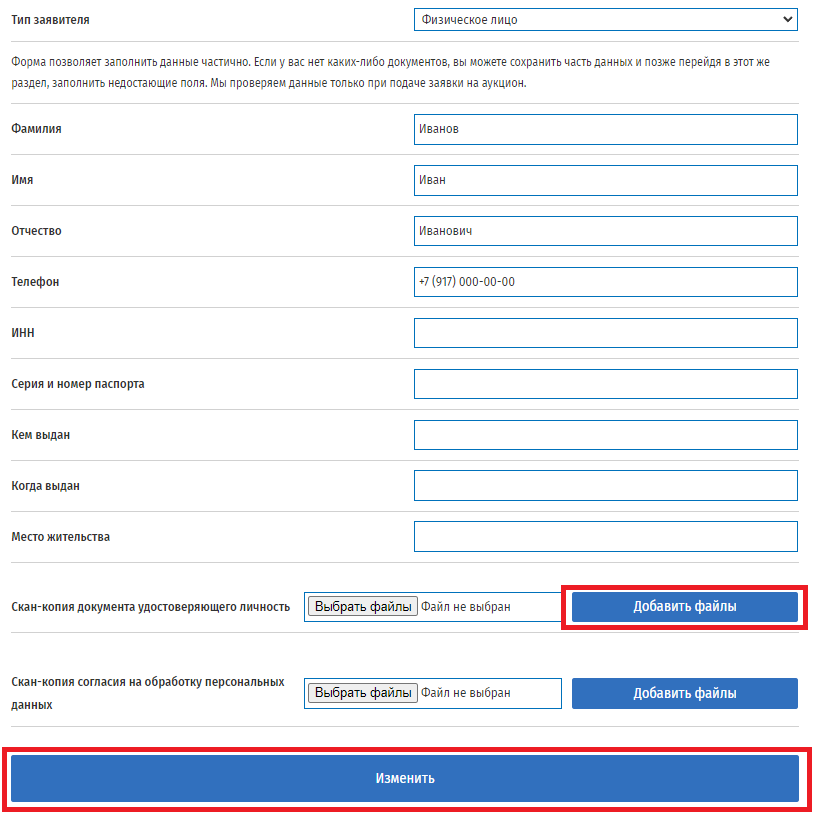 Тип заявителя
Физическое лицо
Форма позволяет заполнить данные частично. Если у вас нет каких-либо документов, вы можете сохранить часть данных и позже перейдя в этот же
раздел, заполнить недостающие поля. Мы проверяем данные только при подаче заявки на аукцион.
Фамилия
Иванов
Имя
Иван
Отчество
Иванович
Телефон
+7 (917) 000-00-00
ИНН
Серия и номер паспорта
Кем выдан
Когда выдан
Место жительства
Скан-копия документа удостоверяющего личность
Выбрать файлы Файл не выбран
Добавить файлы
Скан-копия согласия на обработку персональных
данных
Выбрать файлы Файл не выбран
Добавить файлы
Изменить